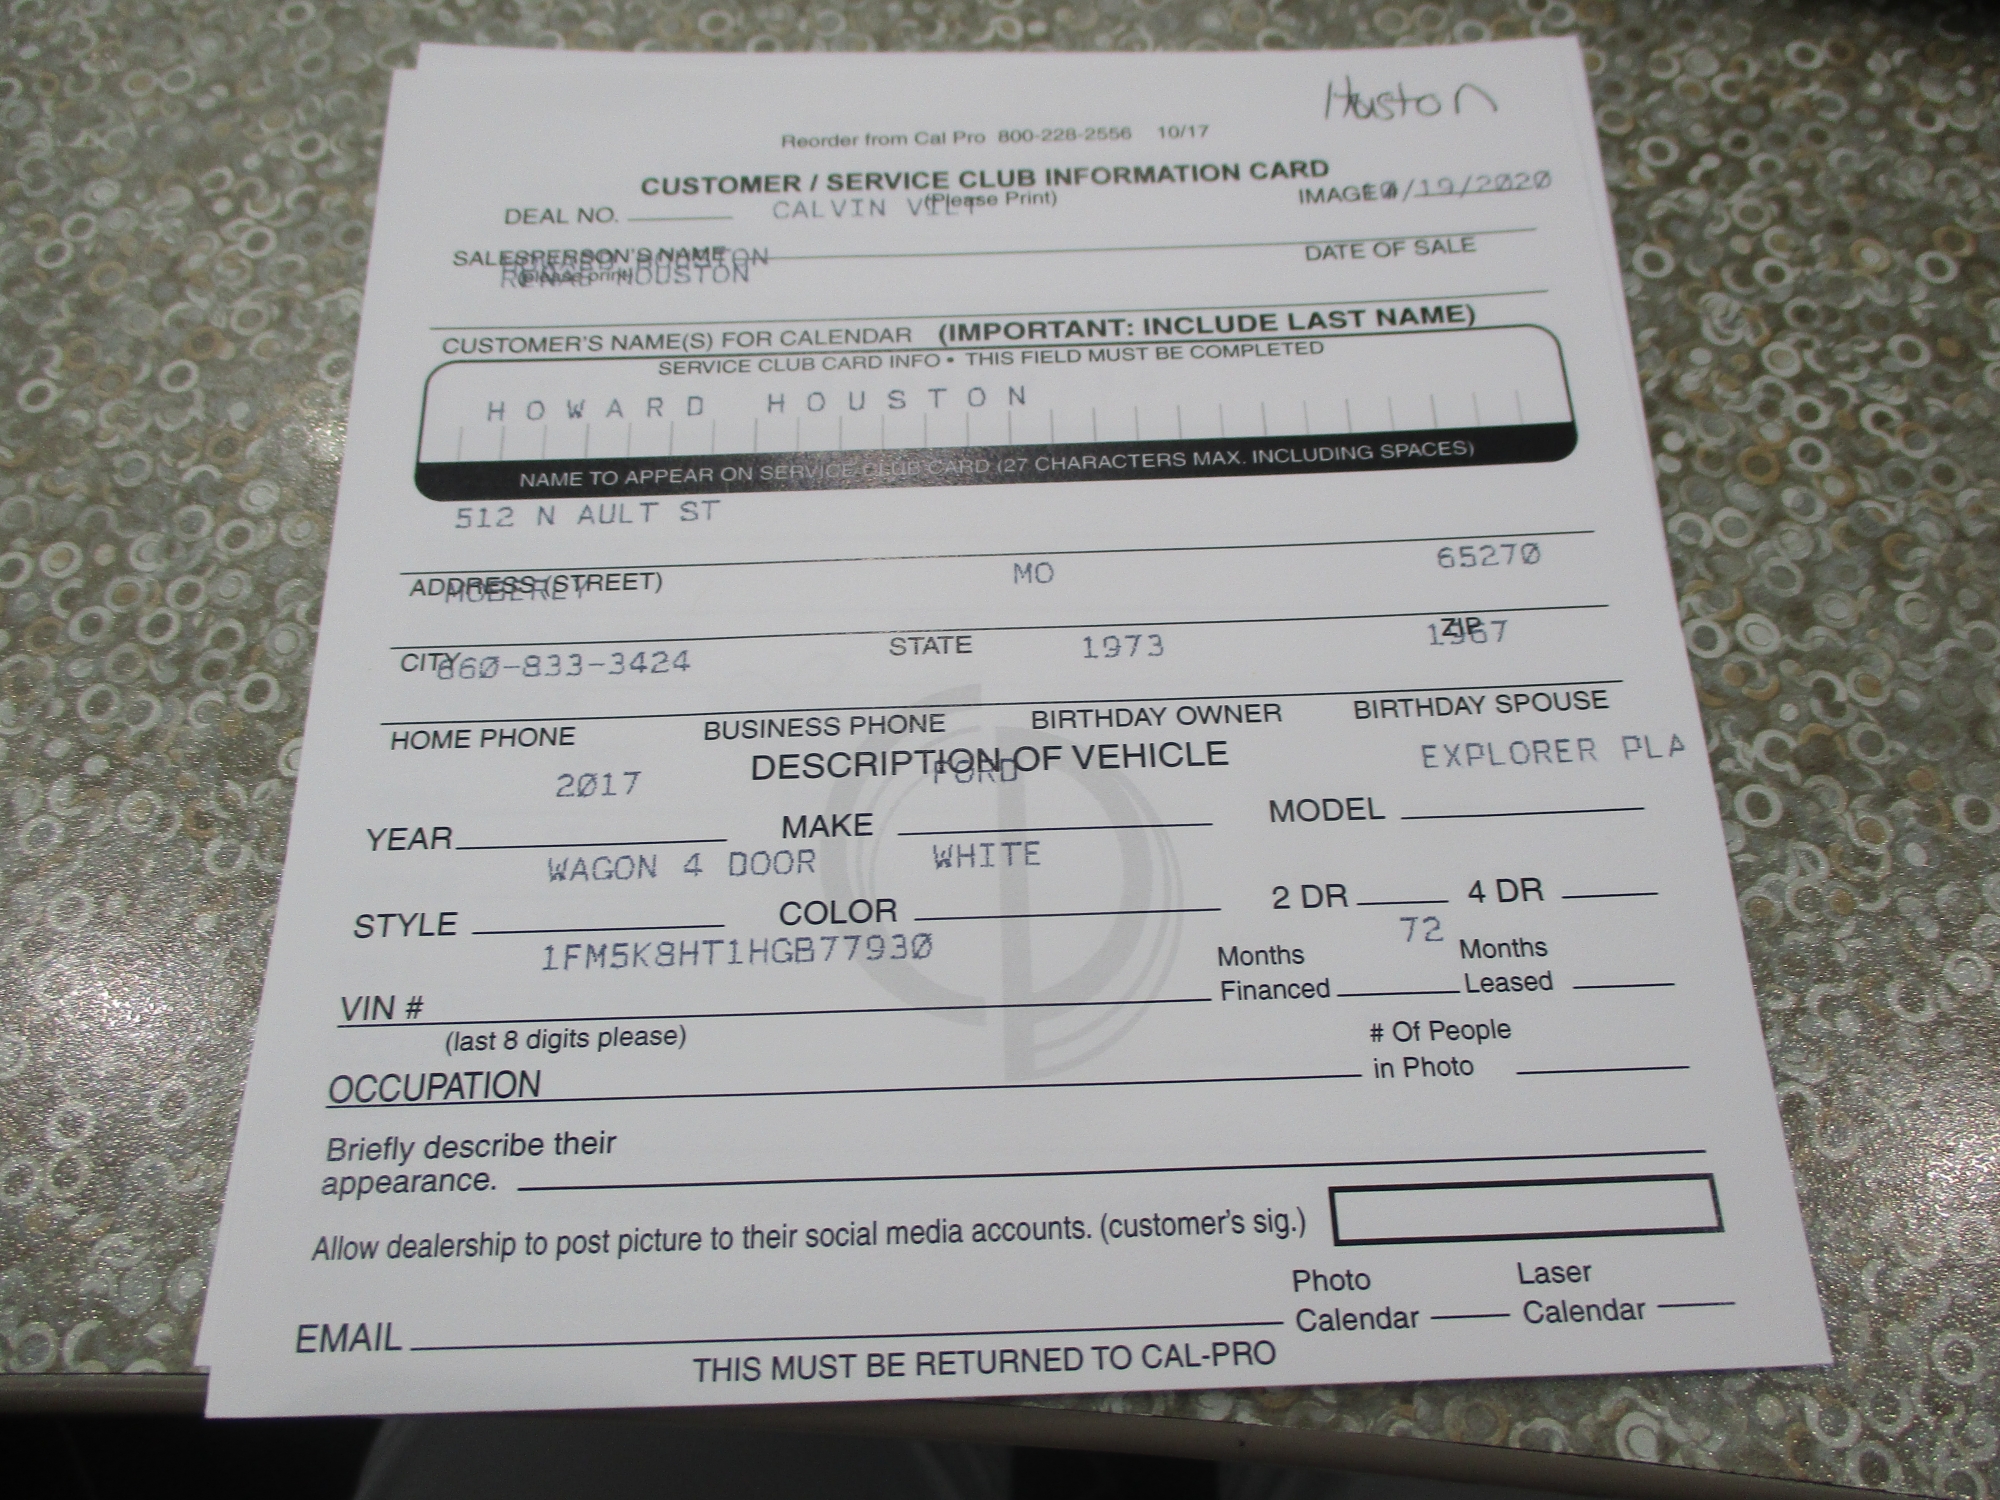 Huston
Reorder from Cal Pro 800-228-2556 10/17
CUSTOMER / SERVICE CLUB INFORMATION CARD
(Please Print)
DEAL NO. CALVIN IMAGE # /19/2020
SALESPERSON'S NAME DATE OF SALE
(please print)
HOUSTON
HOUSTON
CUSTOMER'S NAME(S) FOR CALENDAR (IMPORTANT: INCLUDE LAST NAME)
SERVICE CLUB CARD INFO • THIS FIELD MUST BE COMPLETED
HOWARD HOUSTON
NAME TO APPEAR ON SERVICE CLUB CARD (27 CHARACTERS MAX. INCLUDING SPACES)
512 N AULT ST
ADDRESS (STREET)
MOBERLY MO 65270
CITY STATE ZIP
660-833-3424 1973 1967
HOME PHONE BUSINESS PHONE BIRTHDAY OWNER BIRTHDAY SPOUSE
DESCRIPTION OF VEHICLE
2017 FORD EXPLORER PLA
YEAR MAKE MODEL
WAGON 4 DOOR WHITE
STYLE COLOR 2 DR 4 DR
1FM5K8HT1HGB77930 72
VIN # Months Financed Months Leased
(last 8 digits please)
OCCUPATION # Of People in Photo
Briefly describe their
appearance.
Allow dealership to post picture to their social media accounts. (customer's sig.)
EMAIL Photo Calendar Laser Calendar
THIS MUST BE RETURNED TO CAL-PRO